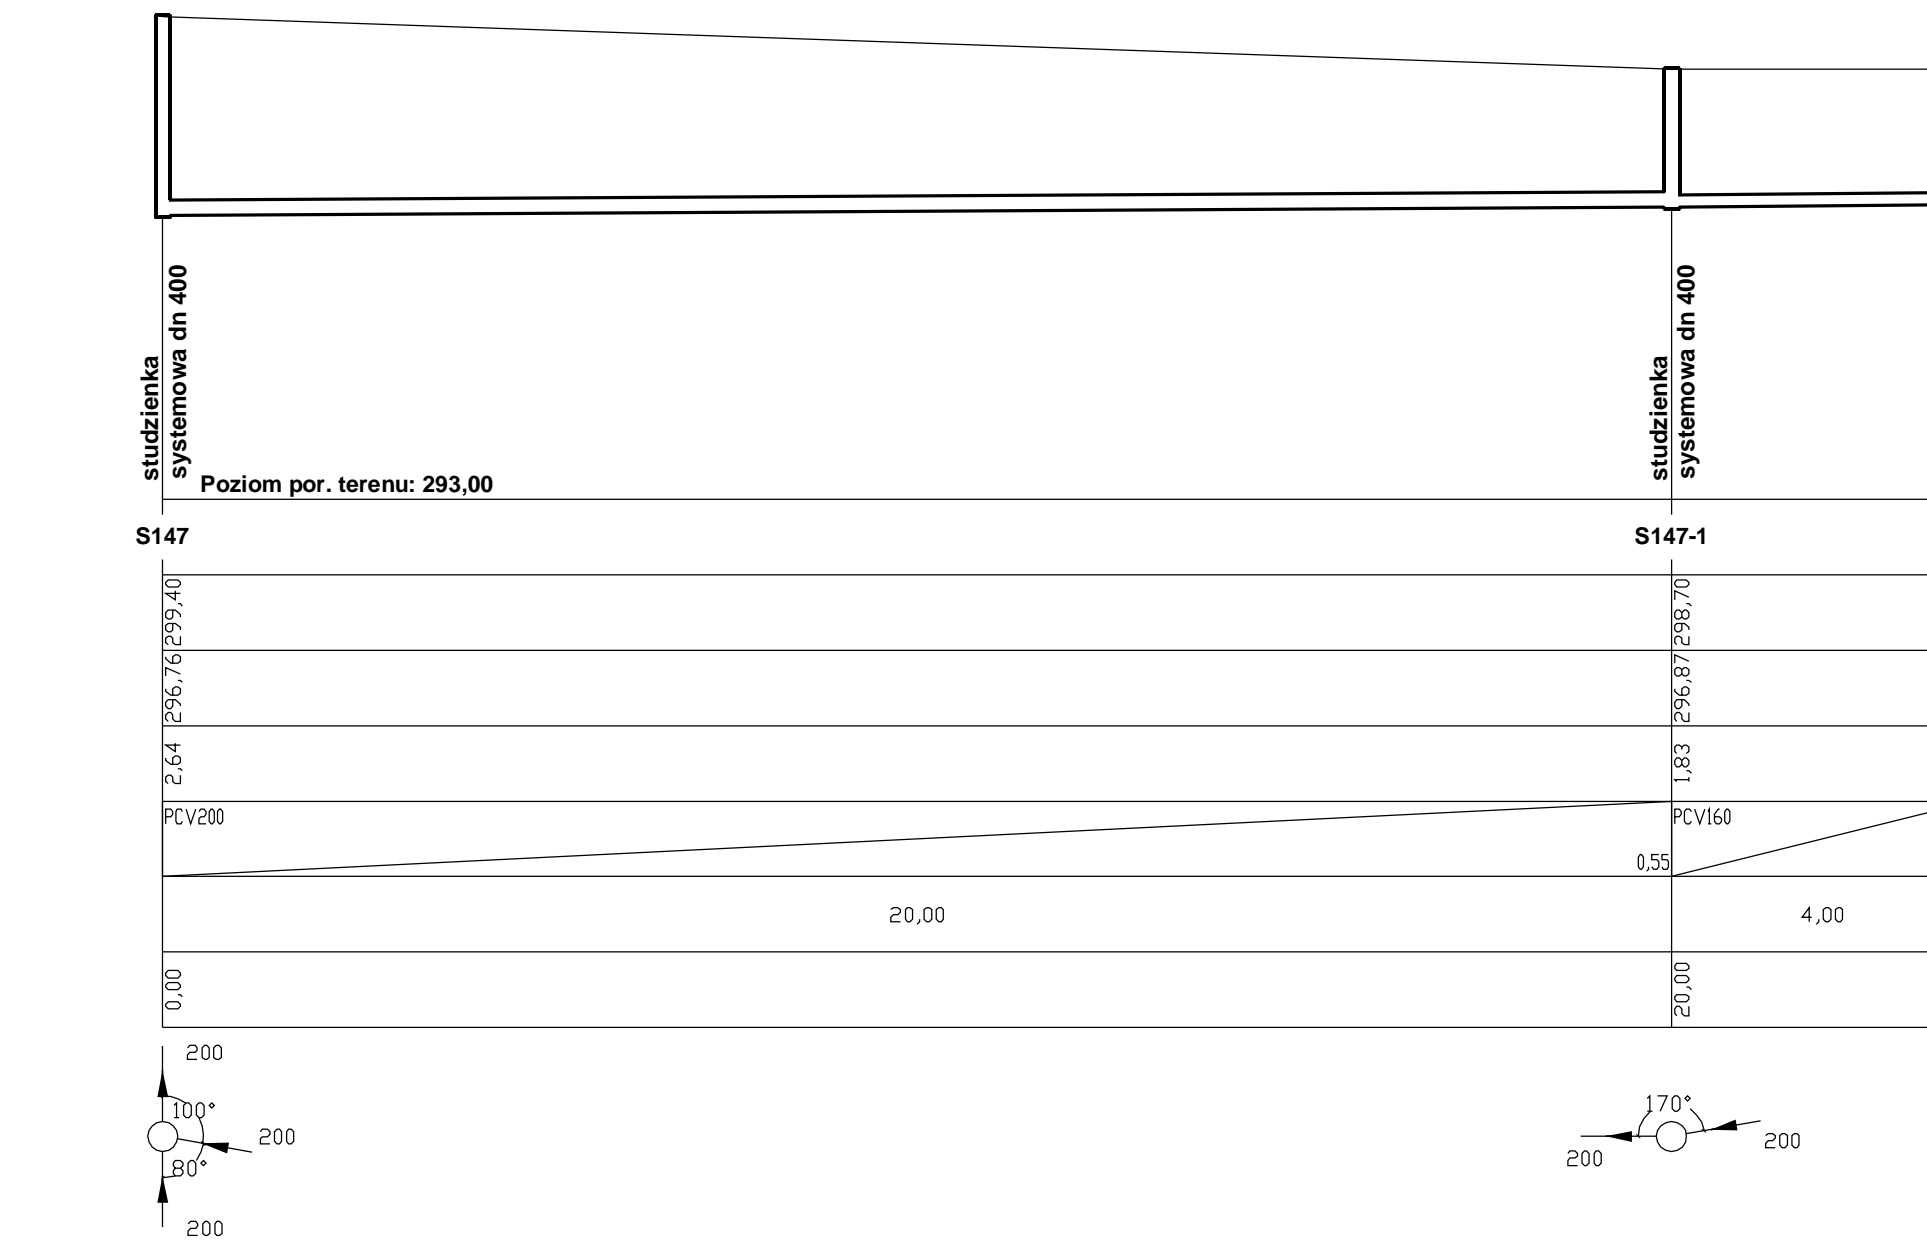 studzienka
systemowa dn 400
studzienka
systemowa dn 400
Poziom por. terenu: 293,00
S147
S147-1
299,40
298,70
296,76
296,87
2,64
1,83
PCV200
PCV160
0,55
20,00
4,00
0,00
20,00
200
100°
200
80°
200
170°
200
200